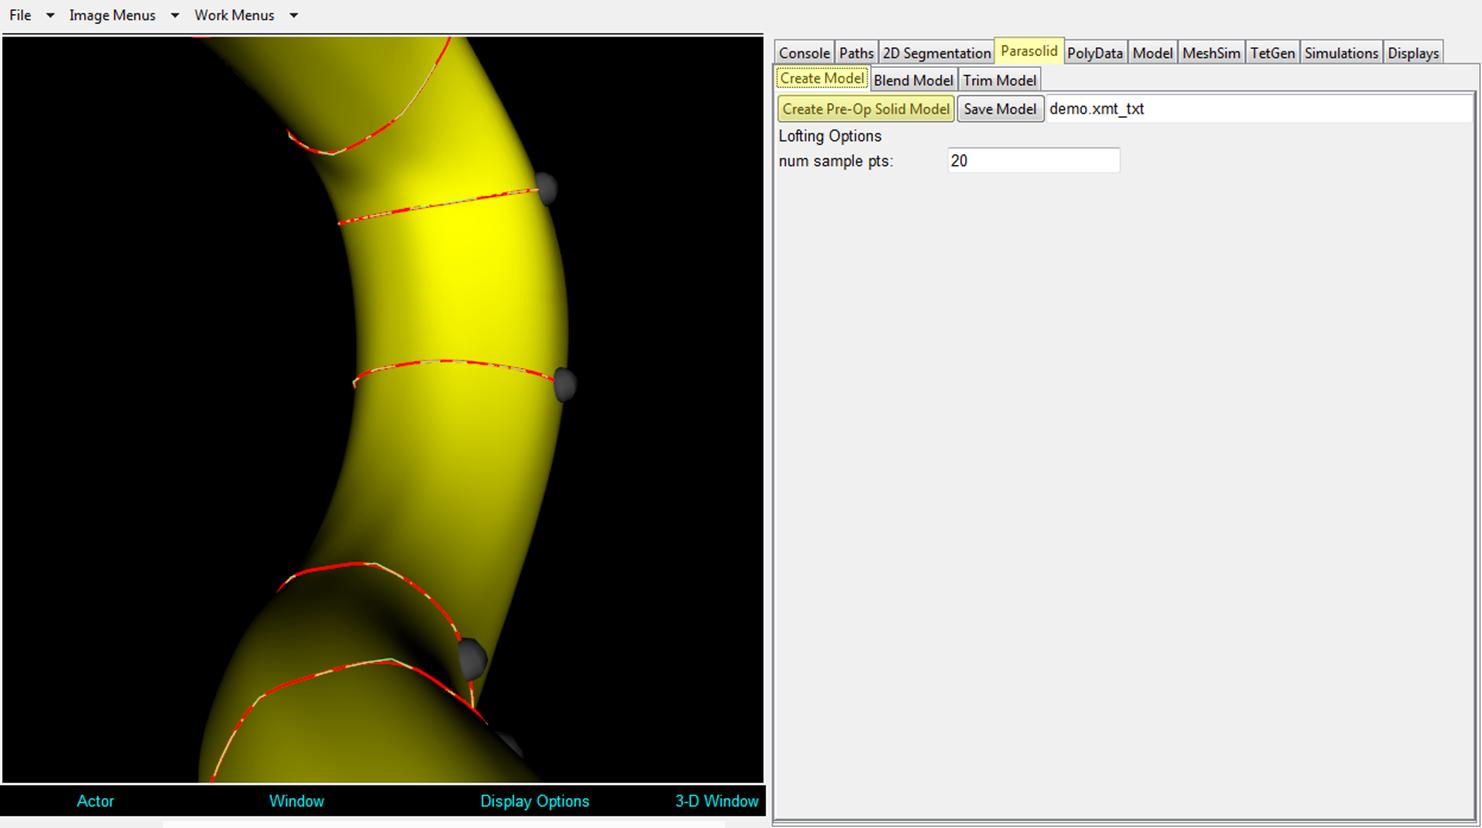 File Image Menus Work Menus
Console Paths 2D Segmentation Parasolid PolyData Model MeshSim TetGen Simulations Displays
Create Model Blend Model Trim Model
Create Pre-Op Solid Model Save Model demo.xmt_txt
Lofting Options
num sample pts: 20
Actor Window Display Options 3-D Window